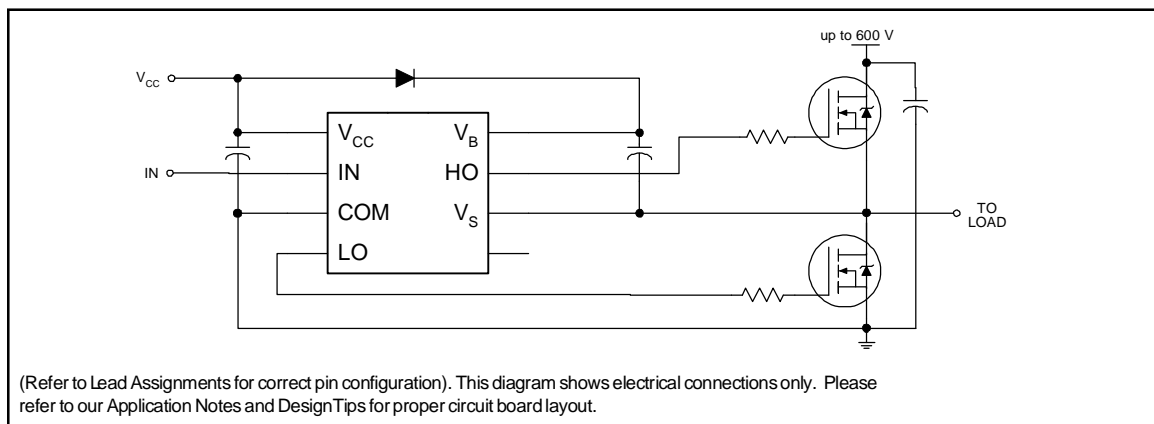 up to 600 V
VCC
VCC VB
IN IN HO
COM VS TO
LOAD
LO
(Refer to Lead Assignments for correct pin configuration). This diagram shows electrical connections only. Please
refer to our Application Notes and DesignTips for proper circuit board layout.